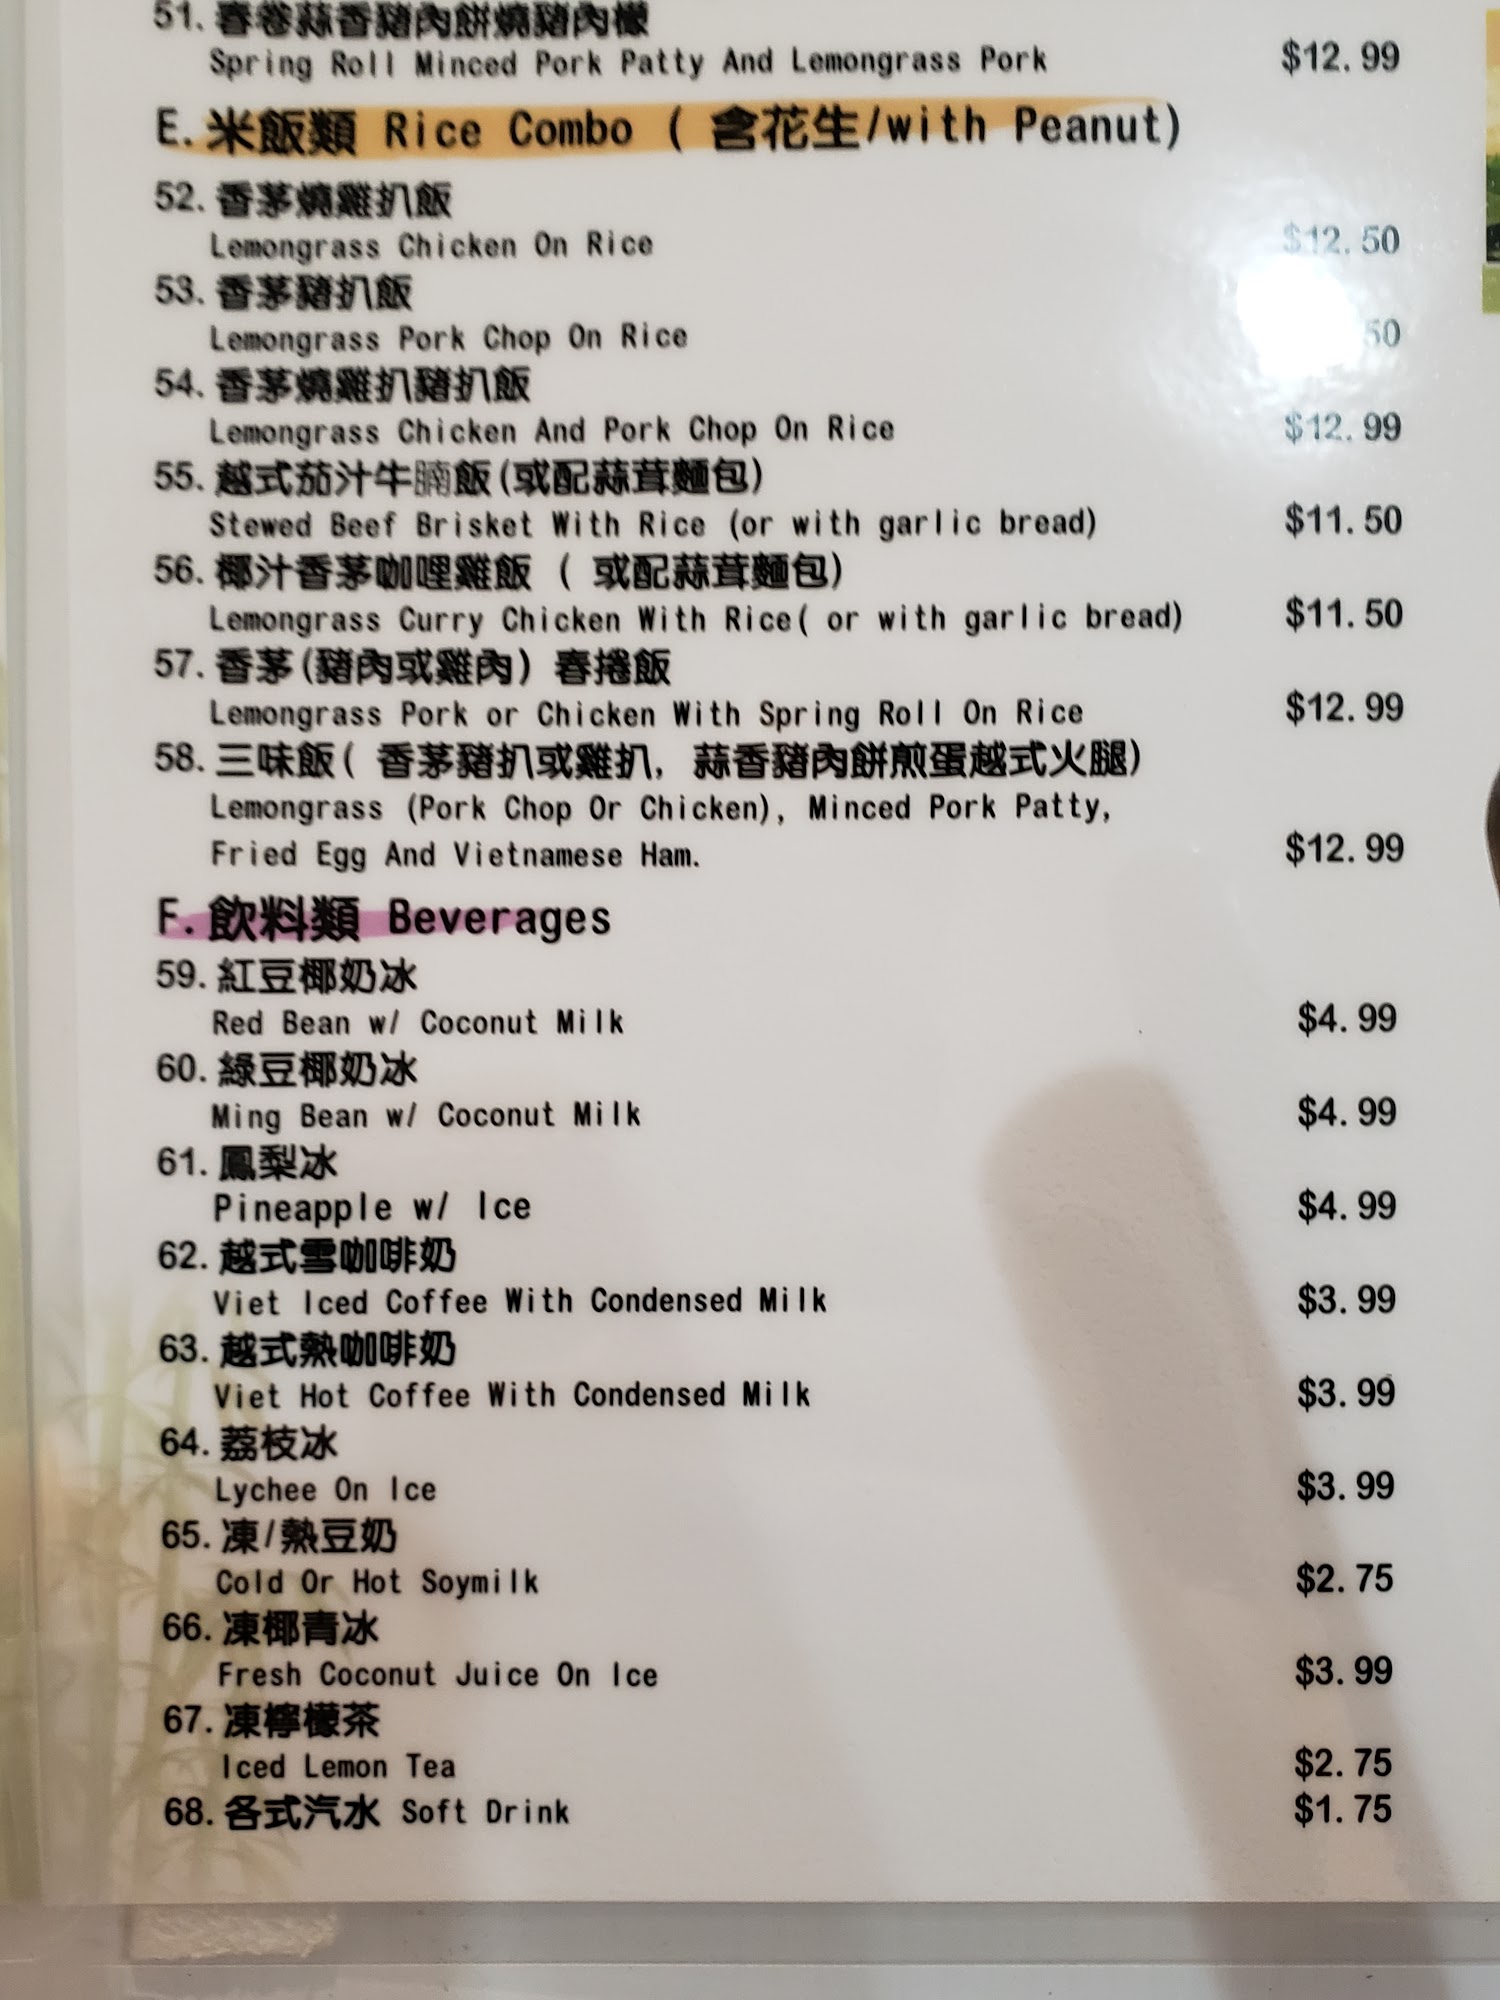 51. 春卷蒜香豬肉餅燒豬肉檬
Spring Roll Minced Pork Patty And Lemongrass Pork $12.99
E. 米飯類 Rice Combo ( 含花生/with Peanut)
52. 香茅燒雞扒飯
Lemongrass Chicken On Rice $12.50
53. 香茅豬扒飯
Lemongrass Pork Chop On Rice 50
54. 香茅燒雞扒豬扒飯
Lemongrass Chicken And Pork Chop On Rice $12.99
55. 越式茄汁牛腩飯(或配蒜茸麵包)
Stewed Beef Brisket With Rice (or with garlic bread) $11.50
56. 椰汁香茅咖哩雞飯 ( 或配蒜茸麵包)
Lemongrass Curry Chicken With Rice( or with garlic bread) $11.50
57. 香茅(豬肉或雞肉) 春捲飯
Lemongrass Pork or Chicken With Spring Roll On Rice $12.99
58. 三味飯( 香茅豬扒或雞扒, 蒜香豬肉餅煎蛋越式火腿)
Lemongrass (Pork Chop Or Chicken), Minced Pork Patty,
Fried Egg And Vietnamese Ham. $12.99
F. 飲料類 Beverages
59. 紅豆椰奶冰
Red Bean w/ Coconut Milk $4.99
60. 綠豆椰奶冰
Ming Bean w/ Coconut Milk $4.99
61. 鳳梨冰
Pineapple w/ Ice $4.99
62. 越式雪咖啡奶
Viet Iced Coffee With Condensed Milk $3.99
63. 越式熱咖啡奶
Viet Hot Coffee With Condensed Milk $3.99
64. 荔枝冰
Lychee On Ice $3.99
65. 凍/熱豆奶
Cold Or Hot Soymilk $2.75
66. 凍椰青冰
Fresh Coconut Juice On Ice $3.99
67. 凍檸檬茶
Iced Lemon Tea $2.75
68. 各式汽水 Soft Drink $1.75